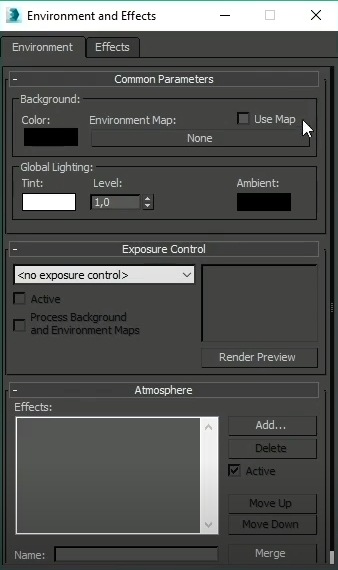 Environment and Effects
Environment Effects
- Common Parameters
Background:
Color: Environment Map: Use Map
None
Global Lighting:
Tint: Level: Ambient:
1,0
- Exposure Control
<no exposure control>
Active
Process Background
and Environment Maps
Render Preview
- Atmosphere
Effects:
Add...
Delete
Active
Move Up
Move Down
Name: Merge